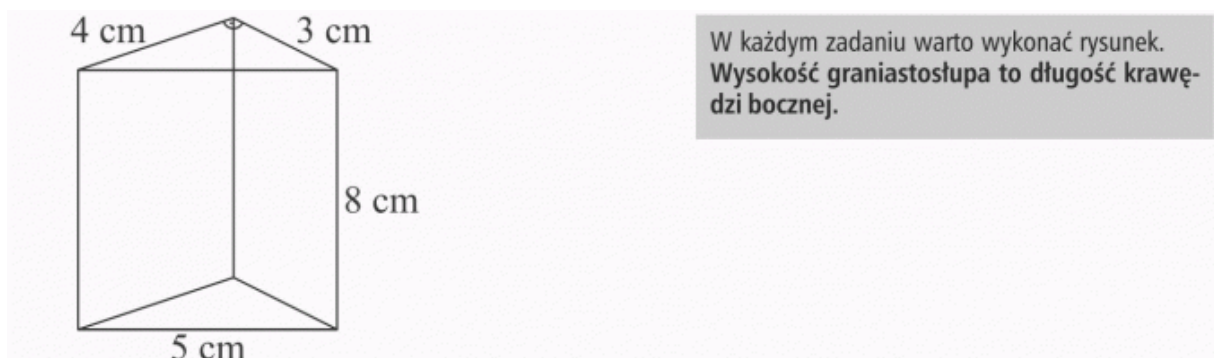 4 cm
3 cm
8 cm
5 cm
W każdym zadaniu warto wykonać rysunek.
Wysokość graniastosłupa to długość krawę-
dzi bocznej.